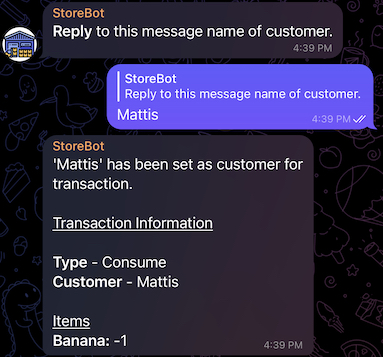 StoreBot
Reply to this message name of customer.
4:39 PM
StoreBot
Reply to this message name of customer.
Mattis
4:39 PM
StoreBot
'Mattis' has been set as customer for
transaction.
Transaction Information
Type - Consume
Customer - Mattis
Items
Banana: -1
4:39 PM